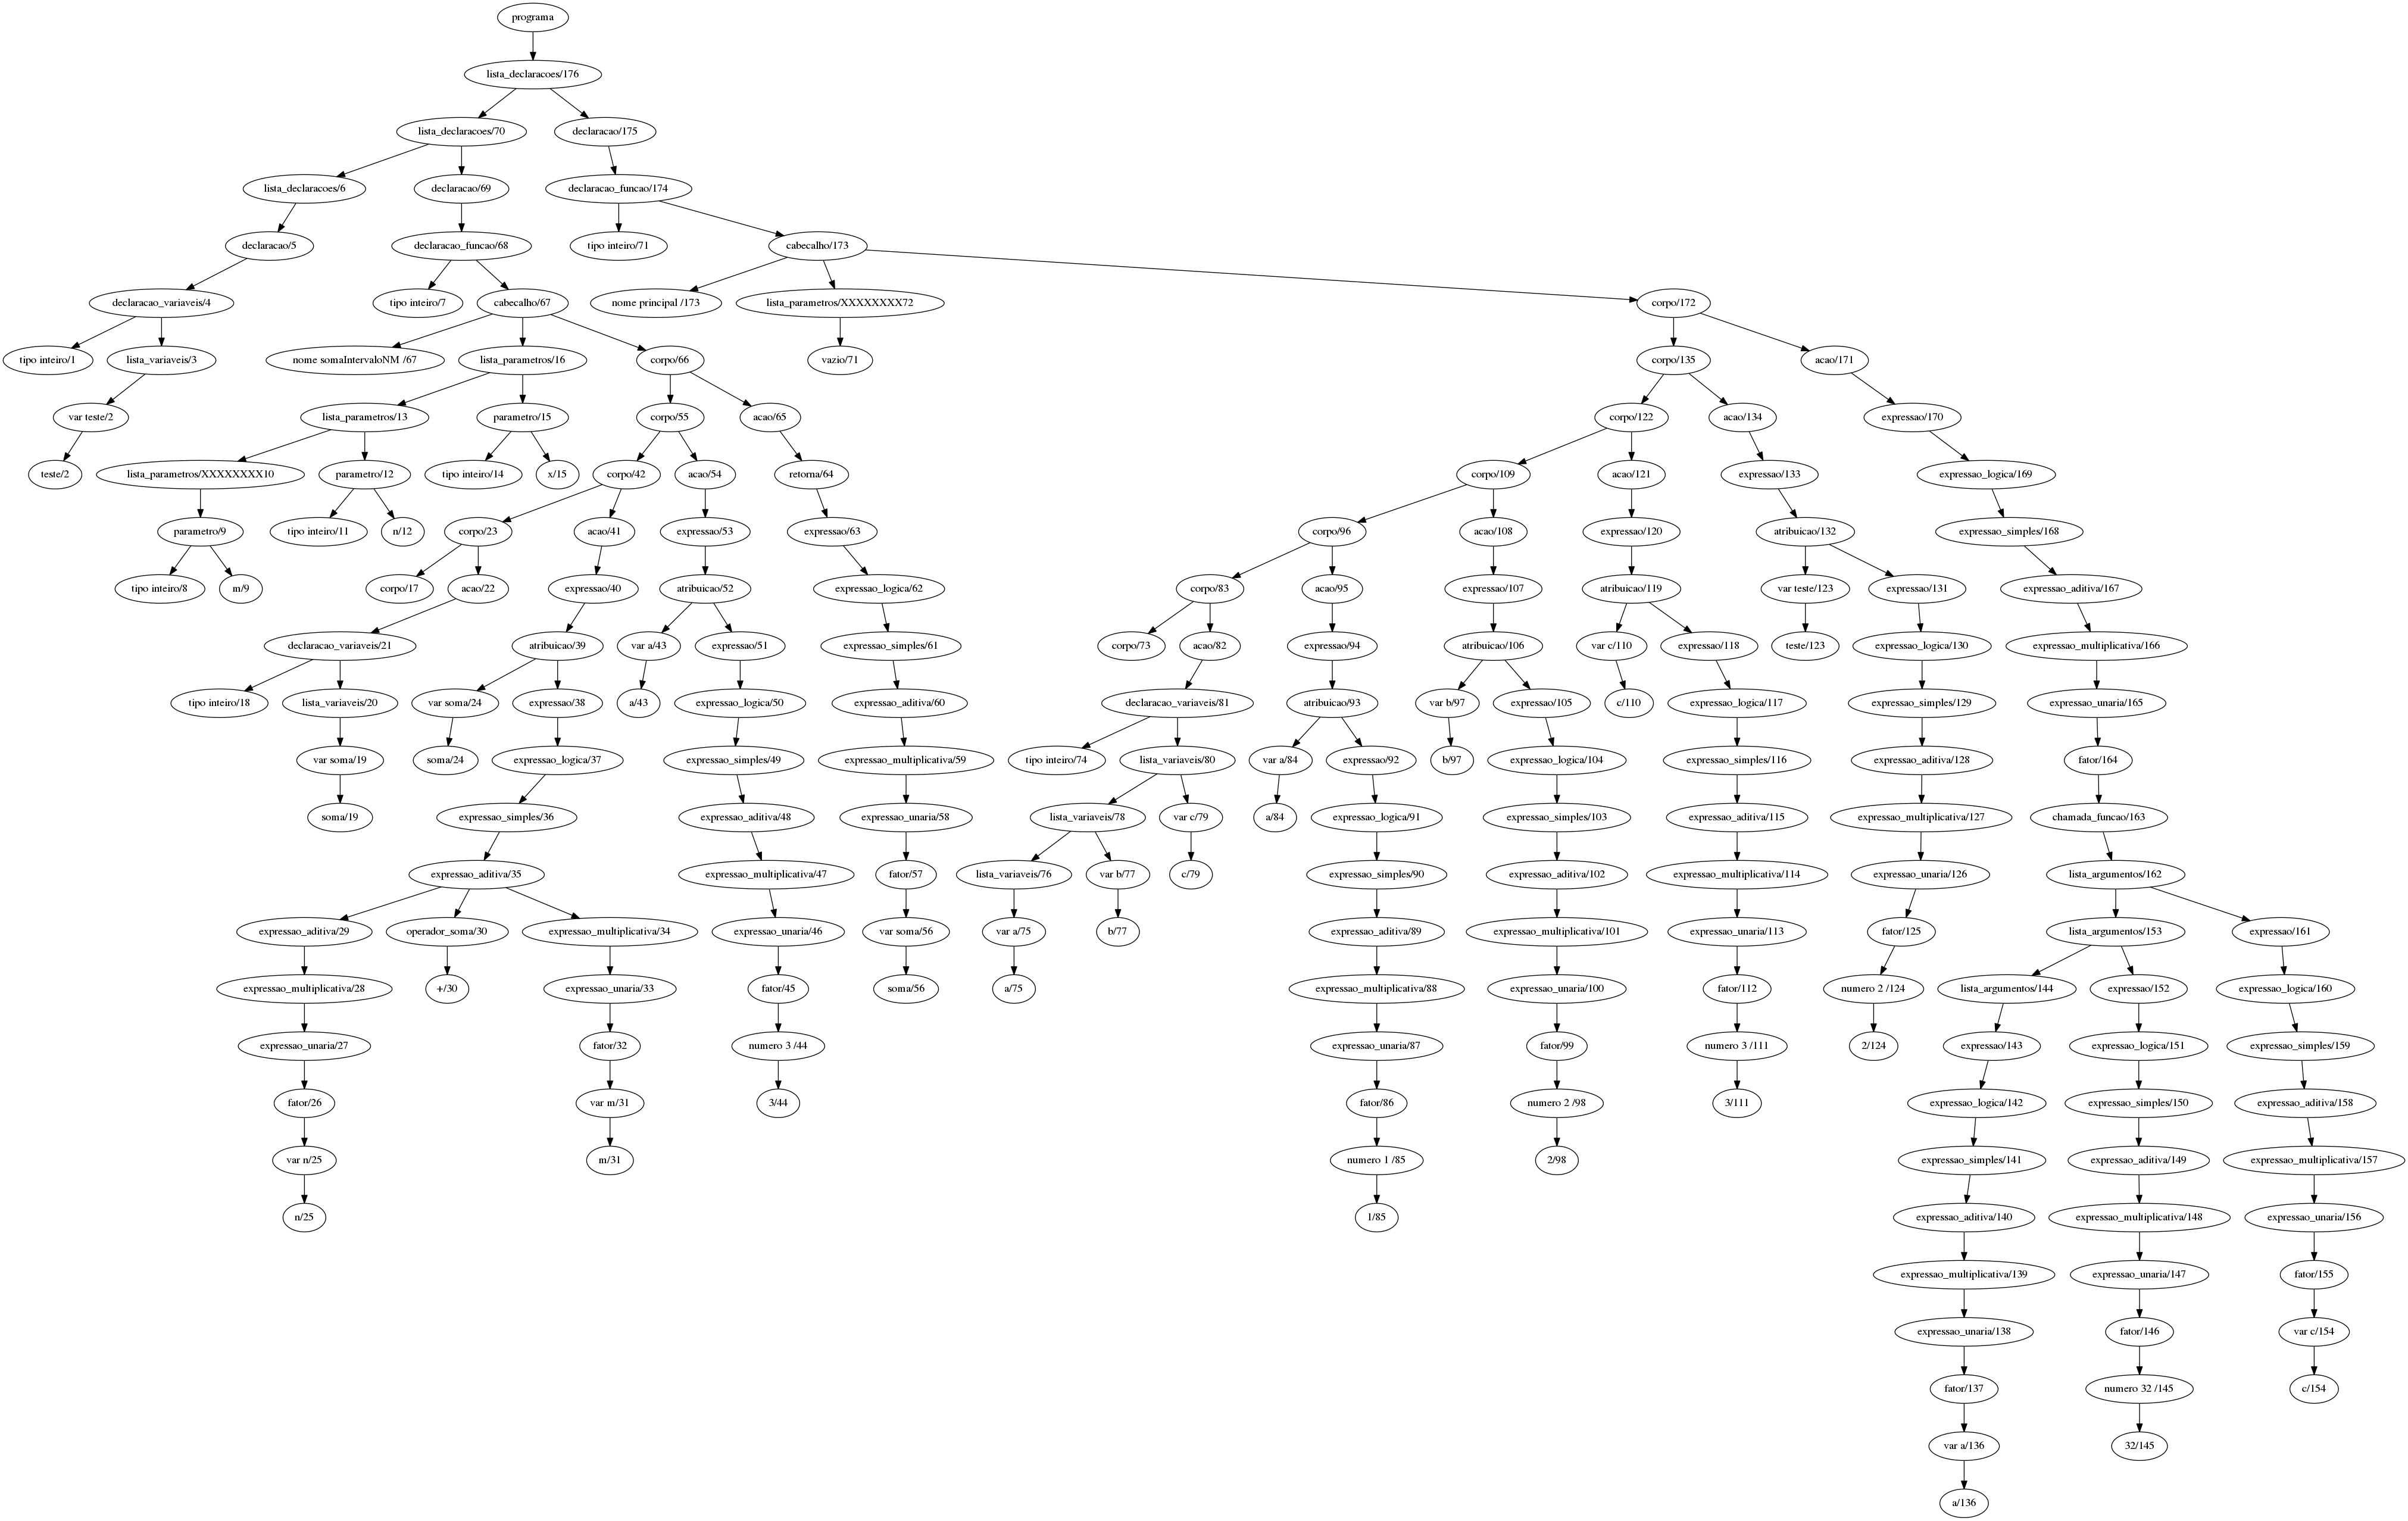 programa
lista_declaracoes/176
lista_declaracoes/70
declaracao/175
lista_declaracoes/6
declaracao/69
declaracao_funcao/174
declaracao/5
declaracao_funcao/68
tipo inteiro/71
cabecalho/173
declaracao_variaveis/4
tipo inteiro/7
cabecalho/67
nome principal /173
lista_parametros/XXXXXXXX72
corpo/172
tipo inteiro/1
lista_variaveis/3
nome somaIntervaloNM /67
lista_parametros/16
corpo/66
vazio/71
corpo/135
acao/171
var teste/2
lista_parametros/13
parametro/15
corpo/55
acao/65
corpo/122
acao/134
expressao/170
teste/2
lista_parametros/XXXXXXXX10
parametro/12
tipo inteiro/14
x/15
corpo/42
acao/54
retorna/64
corpo/109
acao/121
expressao/133
expressao_logica/169
parametro/9
tipo inteiro/11
n/12
corpo/23
acao/41
expressao/53
expressao/63
corpo/96
acao/108
expressao/120
atribuicao/132
expressao_simples/168
tipo inteiro/8
m/9
corpo/17
acao/22
expressao/40
atribuicao/52
expressao_logica/62
corpo/83
acao/95
expressao/107
atribuicao/119
var teste/123
expressao/131
expressao_aditiva/167
declaracao_variaveis/21
atribuicao/39
var a/43
expressao/51
expressao_simples/61
corpo/73
acao/82
expressao/94
atribuicao/106
var c/110
expressao/118
teste/123
expressao_logica/130
expressao_multiplicativa/166
tipo inteiro/18
lista_variaveis/20
var soma/24
expressao/38
a/43
expressao_logica/50
expressao_aditiva/60
declaracao_variaveis/81
atribuicao/93
var b/97
expressao/105
c/110
expressao_logica/117
expressao_simples/129
expressao_unaria/165
var soma/19
soma/24
expressao_logica/37
expressao_simples/49
expressao_multiplicativa/59
tipo inteiro/74
lista_variaveis/80
var a/84
expressao/92
b/97
expressao_logica/104
expressao_simples/116
expressao_aditiva/128
fator/164
soma/19
expressao_simples/36
expressao_aditiva/48
expressao_unaria/58
lista_variaveis/78
var c/79
a/84
expressao_logica/91
expressao_simples/103
expressao_aditiva/115
expressao_multiplicativa/127
chamada_funcao/163
expressao_aditiva/35
expressao_multiplicativa/47
fator/57
lista_variaveis/76
var b/77
c/79
expressao_simples/90
expressao_aditiva/102
expressao_multiplicativa/114
expressao_unaria/126
lista_argumentos/162
expressao_aditiva/29
operador_soma/30
expressao_multiplicativa/34
expressao_unaria/46
var soma/56
var a/75
b/77
expressao_aditiva/89
expressao_multiplicativa/101
expressao_unaria/113
fator/125
lista_argumentos/153
expressao/161
expressao_multiplicativa/28
+/30
expressao_unaria/33
fator/45
soma/56
a/75
expressao_multiplicativa/88
expressao_unaria/100
fator/112
numero 2 /124
lista_argumentos/144
expressao/152
expressao_logica/160
expressao_unaria/27
fator/32
numero 3 /44
expressao_unaria/87
fator/99
numero 3 /111
2/124
expressao/143
expressao_logica/151
expressao_simples/159
fator/26
var m/31
3/44
fator/86
numero 2 /98
3/111
expressao_logica/142
expressao_simples/150
expressao_aditiva/158
var n/25
m/31
numero 1 /85
2/98
expressao_simples/141
expressao_aditiva/149
expressao_multiplicativa/157
n/25
1/85
expressao_aditiva/140
expressao_multiplicativa/148
expressao_unaria/156
expressao_multiplicativa/139
expressao_unaria/147
fator/155
expressao_unaria/138
fator/146
var c/154
fator/137
numero 32 /145
c/154
var a/136
32/145
a/136